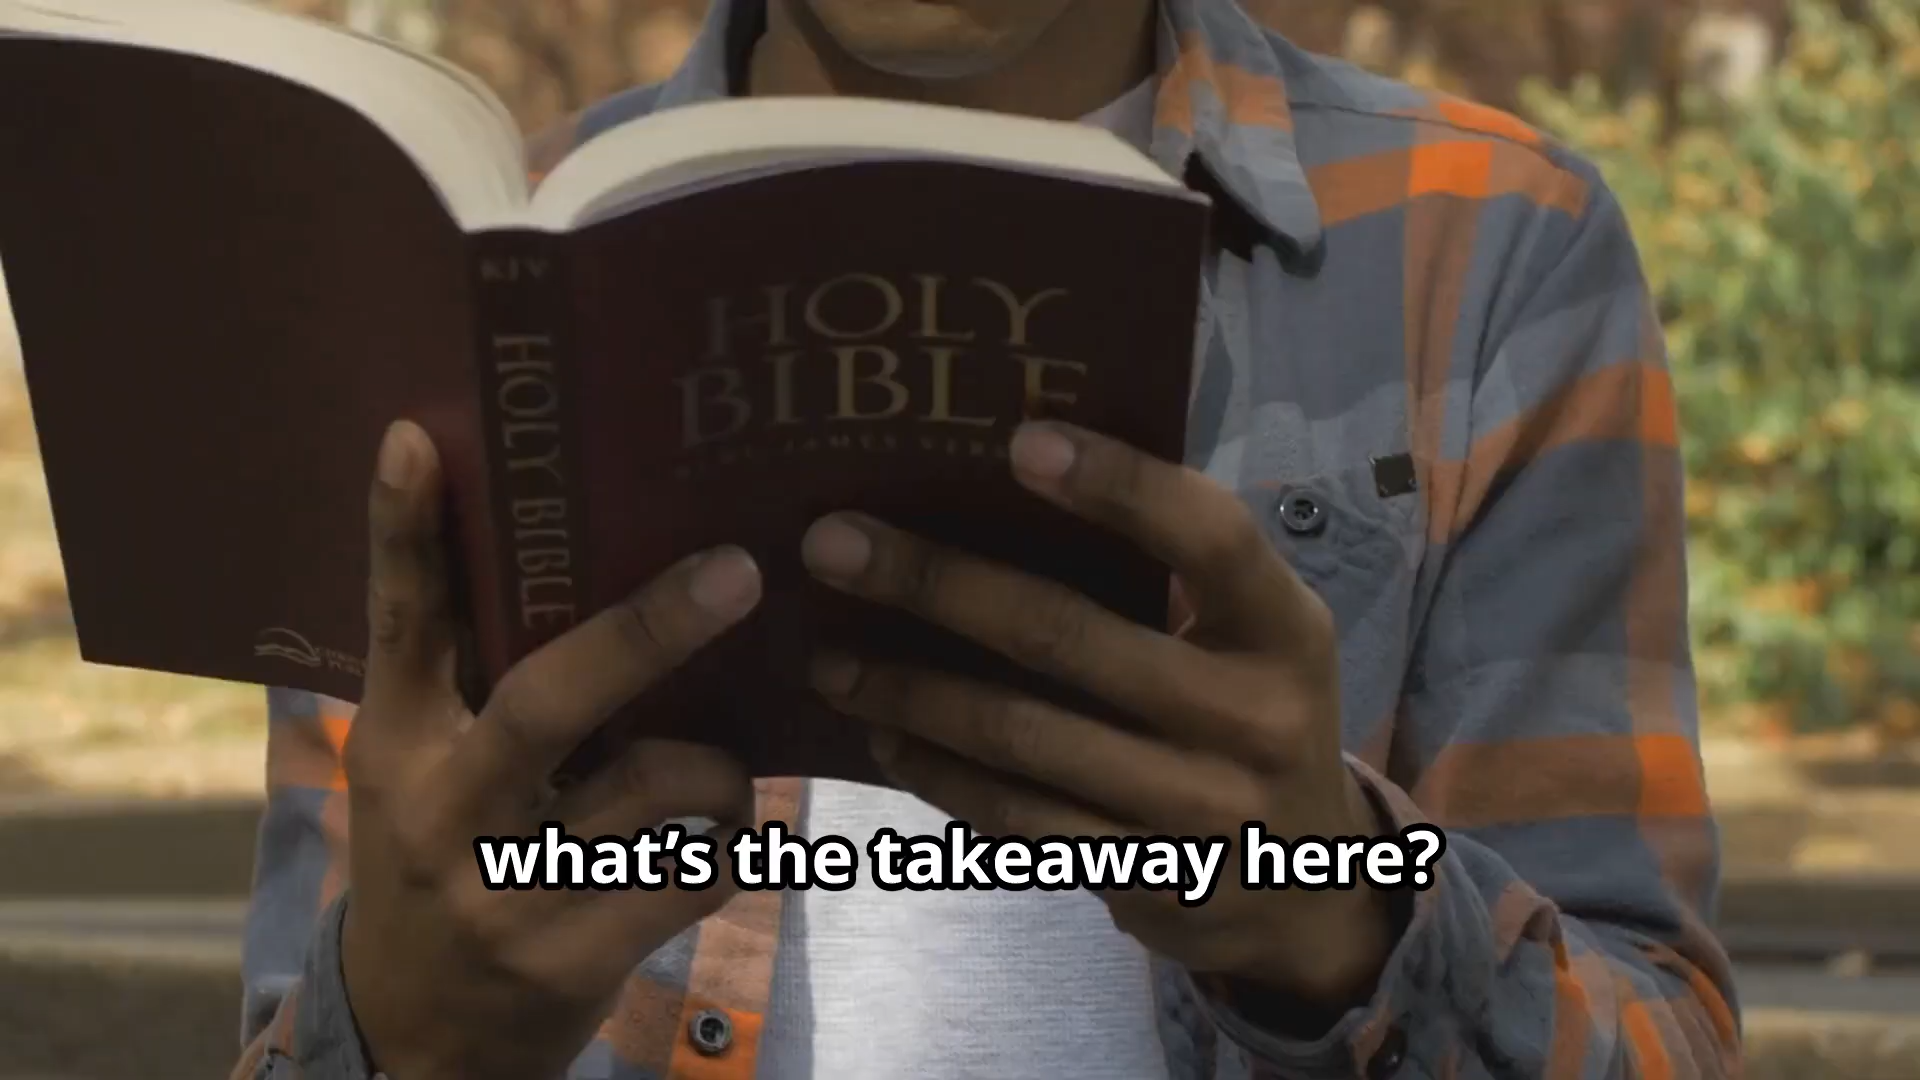 KJV
HOLY BIBLE
HOLY
BIBLE
what's the takeaway here?